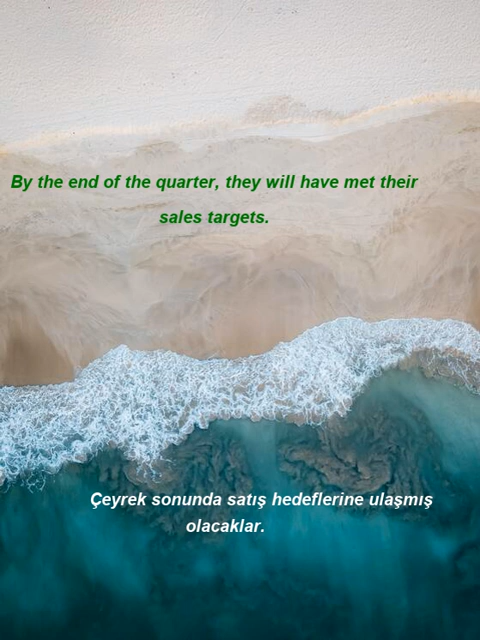 By the end of the quarter, they will have met their
sales targets.
Çeyrek sonunda satış hedeflerine ulaşmış
olacaklar.